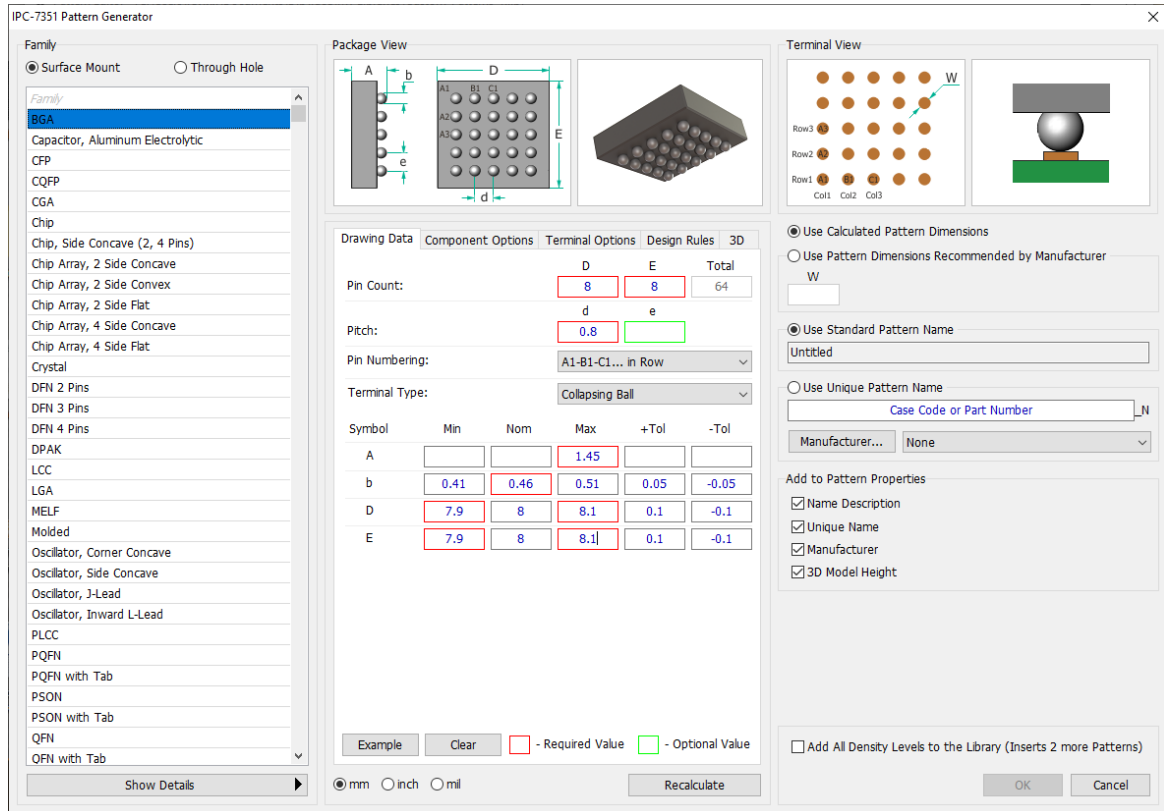 IPC-7351 Pattern Generator
Family
Surface Mount Through Hole
Family
BGA
Capacitor, Aluminum Electrolytic
CFP
CQFP
CGA
Chip
Chip, Side Concave (2, 4 Pins)
Chip Array, 2 Side Concave
Chip Array, 2 Side Convex
Chip Array, 2 Side Flat
Chip Array, 4 Side Concave
Chip Array, 4 Side Flat
Crystal
DFN 2 Pins
DFN 3 Pins
DFN 4 Pins
DPAK
LCC
LGA
MELF
Molded
Oscillator, Corner Concave
Oscillator, Side Concave
Oscillator, J-Lead
Oscillator, Inward L-Lead
PLCC
PQFN
PQFN with Tab
PSON
PSON with Tab
QFN
QFN with Tab
Show Details
Package View
A b D
A1 B1 C1
A2
A3 E
e
d
Drawing Data Component Options Terminal Options Design Rules 3D
D E Total
Pin Count: 8 8 64
d e
Pitch: 0.8
Pin Numbering: A1-B1-C1... in Row
Terminal Type: Collapsing Ball
Symbol Min Nom Max +Tol -Tol
A 1.45
b 0.41 0.46 0.51 0.05 -0.05
D 7.9 8 8.1 0.1 -0.1
E 7.9 8 8.1 0.1 -0.1
Example Clear - Required Value - Optional Value
mm inch mil Recalculate
Terminal View
W
Row3 A3
Row2 A2
Row1 A1 B1 C1
Col1 Col2 Col3
Use Calculated Pattern Dimensions
Use Pattern Dimensions Recommended by Manufacturer
W
Use Standard Pattern Name
Untitled
Use Unique Pattern Name
Case Code or Part Number _N
Manufacturer... None
Add to Pattern Properties
Name Description
Unique Name
Manufacturer
3D Model Height
Add All Density Levels to the Library (Inserts 2 more Patterns)
OK Cancel